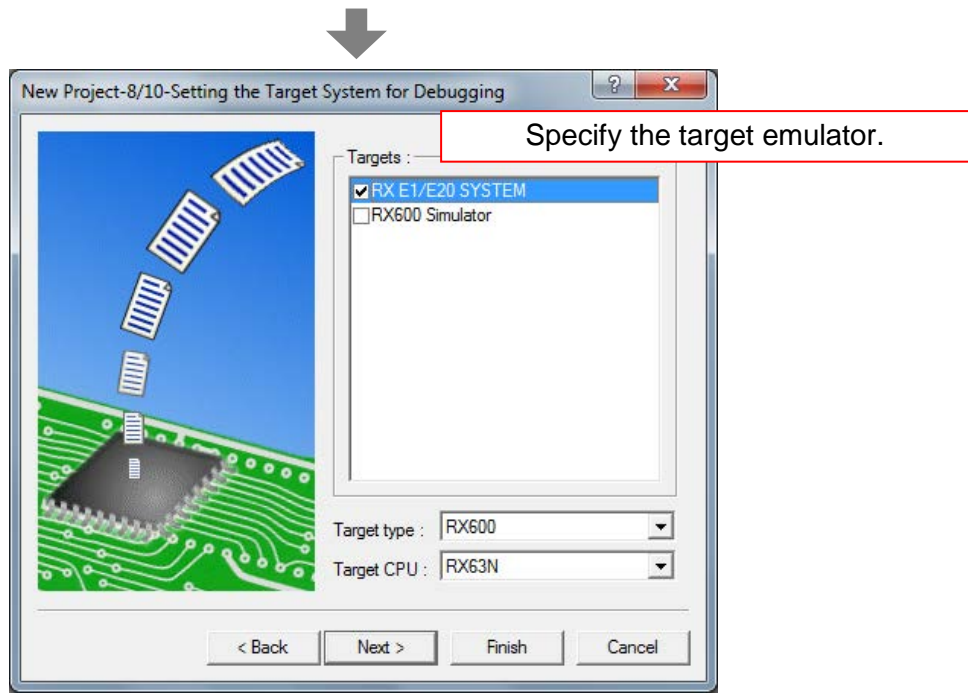 New Project-8/10-Setting the Target System for Debugging
Specify the target emulator.
Targets :
RX E1/E20 SYSTEM
RX600 Simulator
Target type : RX600
Target CPU : RX63N
< Back Next > Finish Cancel